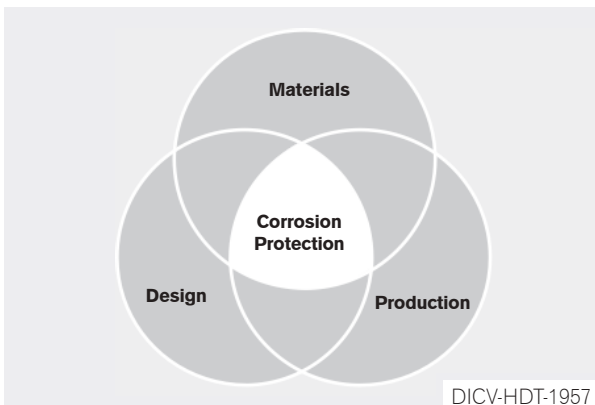 Materials
Corrosion
Protection
Design
Production
DICV-HDT-1957